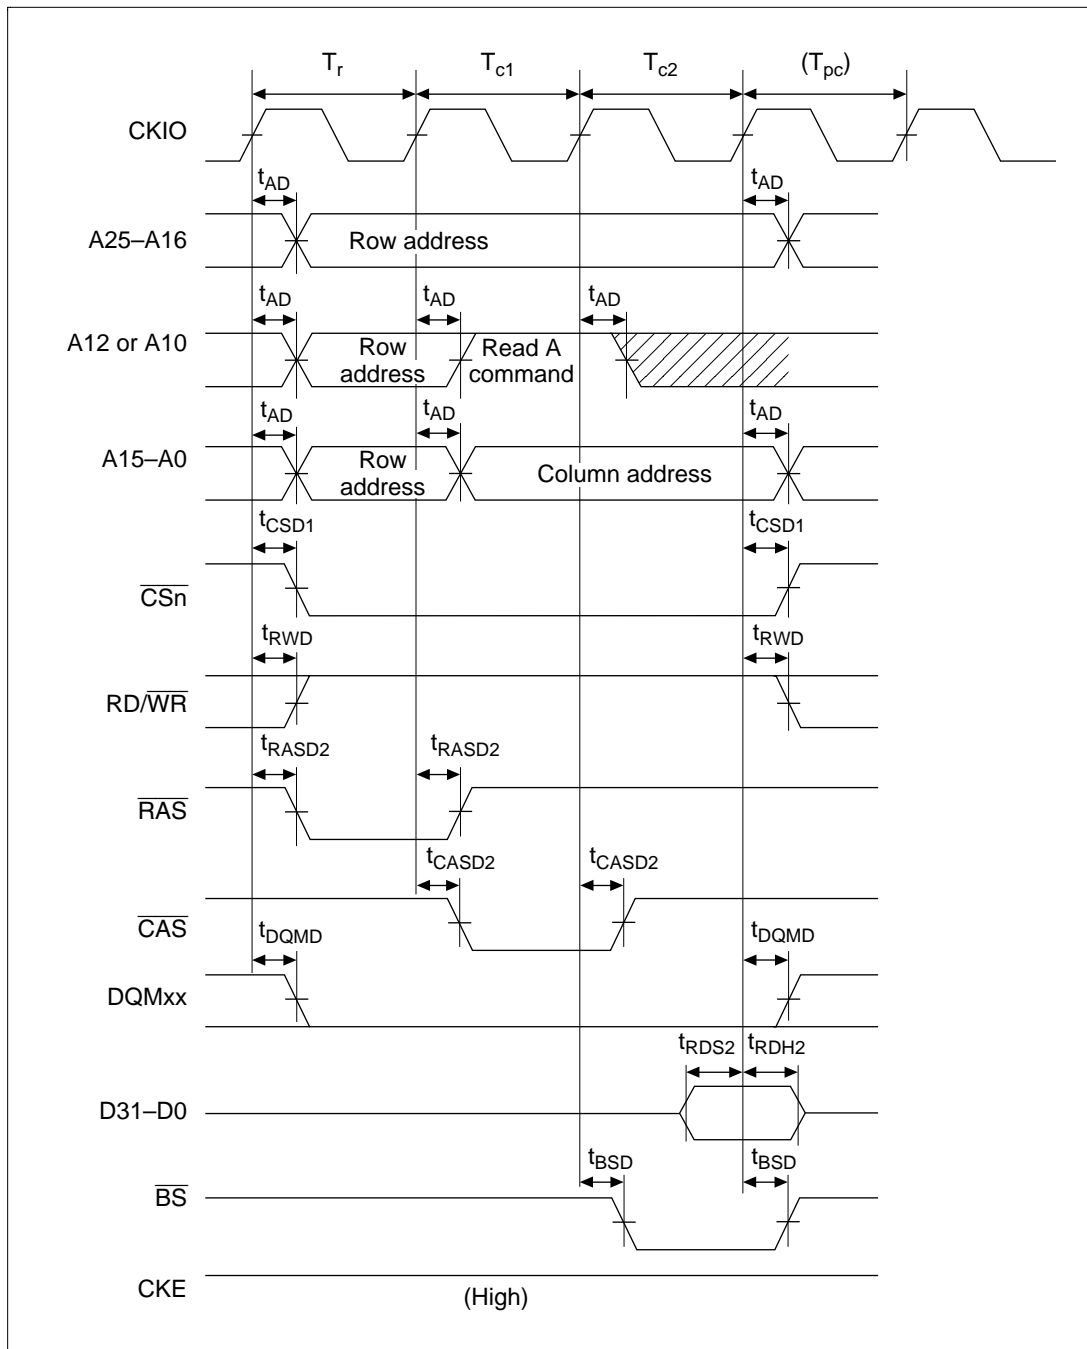 Tr Tc1 Tc2 (Tpc)
CKIO
tAD tAD
A25–A16 Row address
tAD tAD tAD
A12 or A10 Row address Read A command
tAD tAD tAD
A15–A0 Row address Column address
tCSD1 tCSD1
CSn
tRWD tRWD
RD/WR
tRASD2 tRASD2
RAS
tCASD2 tCASD2
CAS
tDQMD tDQMD
DQMxx
tRDS2 tRDH2
D31–D0
tBSD tBSD
BS
CKE (High)